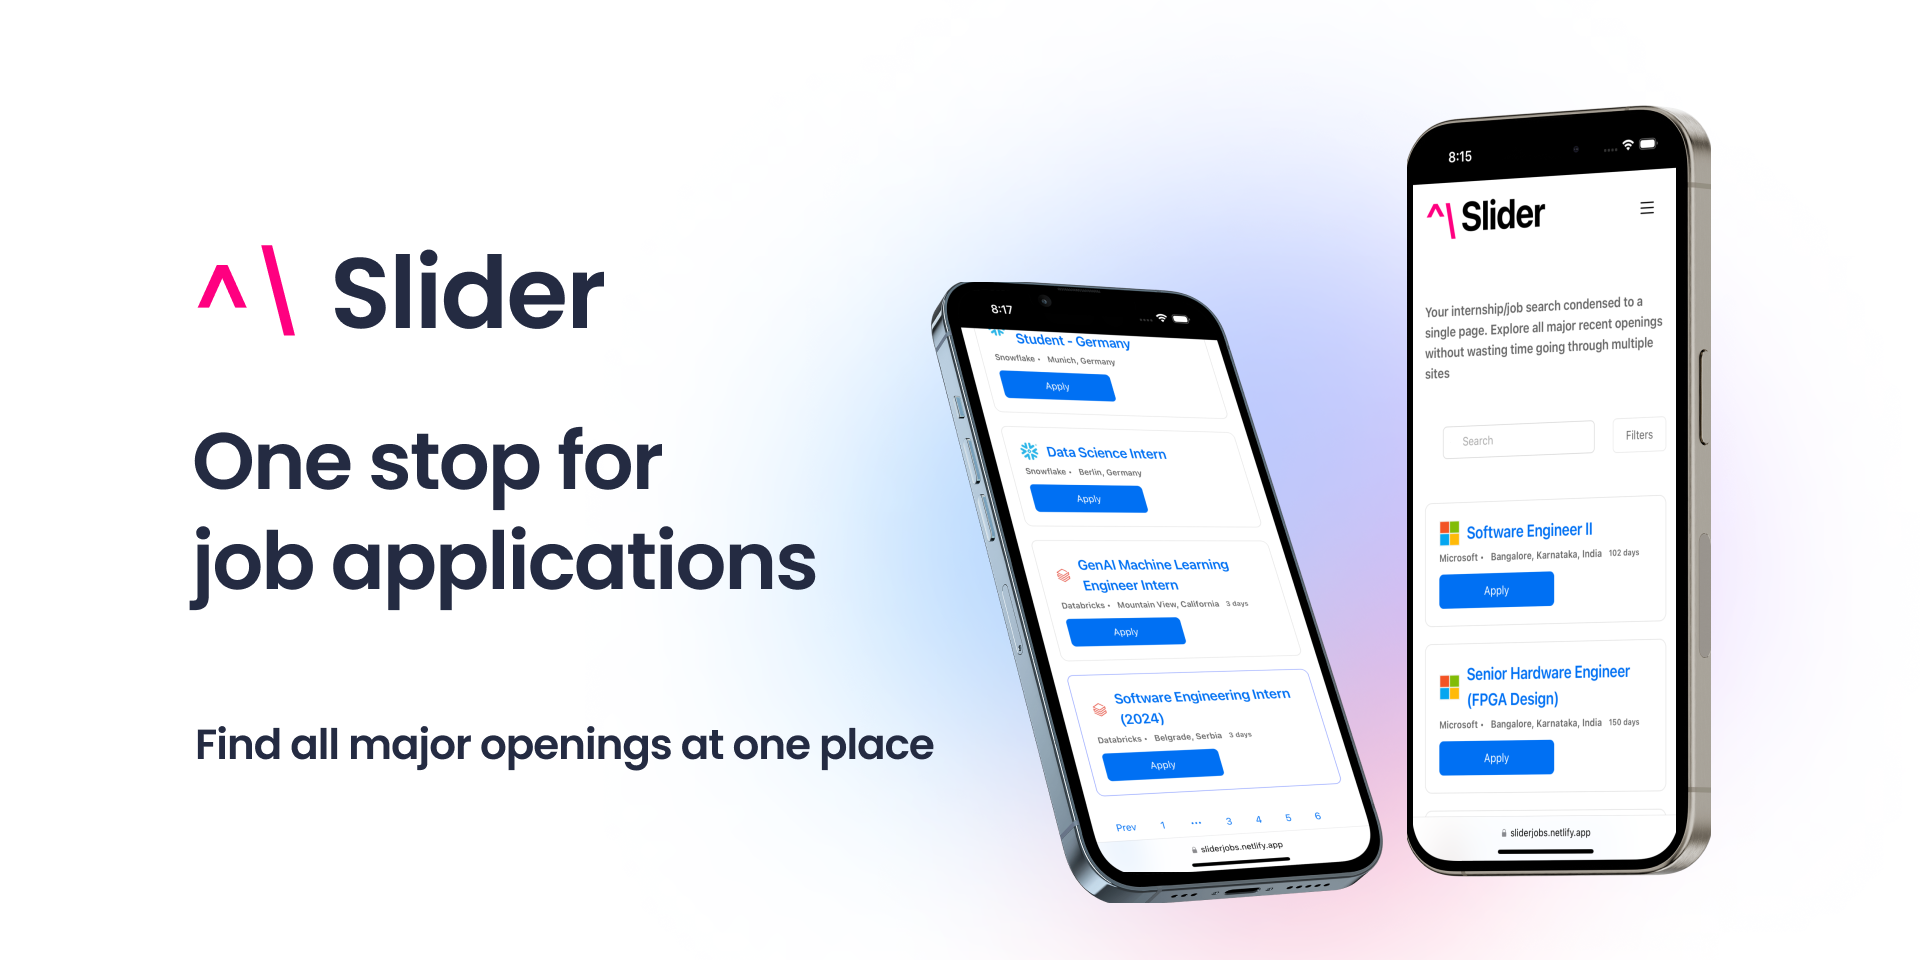 ^\ Slider
One stop for
job applications
Find all major openings at one place
8:17
Student - Germany
Snowflake • Munich, Germany
Apply
Data Science Intern
Snowflake • Berlin, Germany
Apply
GenAI Machine Learning
Engineer Intern
Databricks • Mountain View, California 3 days
Apply
Software Engineering Intern
(2024)
Databricks • Belgrade, Serbia 3 days
Apply
Prev 1 ••• 3 4 5 6
sliderjobs.netlify.app
8:15
^\ Slider
Your internship/job search condensed to a
single page. Explore all major recent openings
without wasting time going through multiple
sites
Search Filters
Software Engineer II
Microsoft • Bangalore, Karnataka, India 102 days
Apply
Senior Hardware Engineer
(FPGA Design)
Microsoft • Bangalore, Karnataka, India 150 days
Apply
sliderjobs.netlify.app